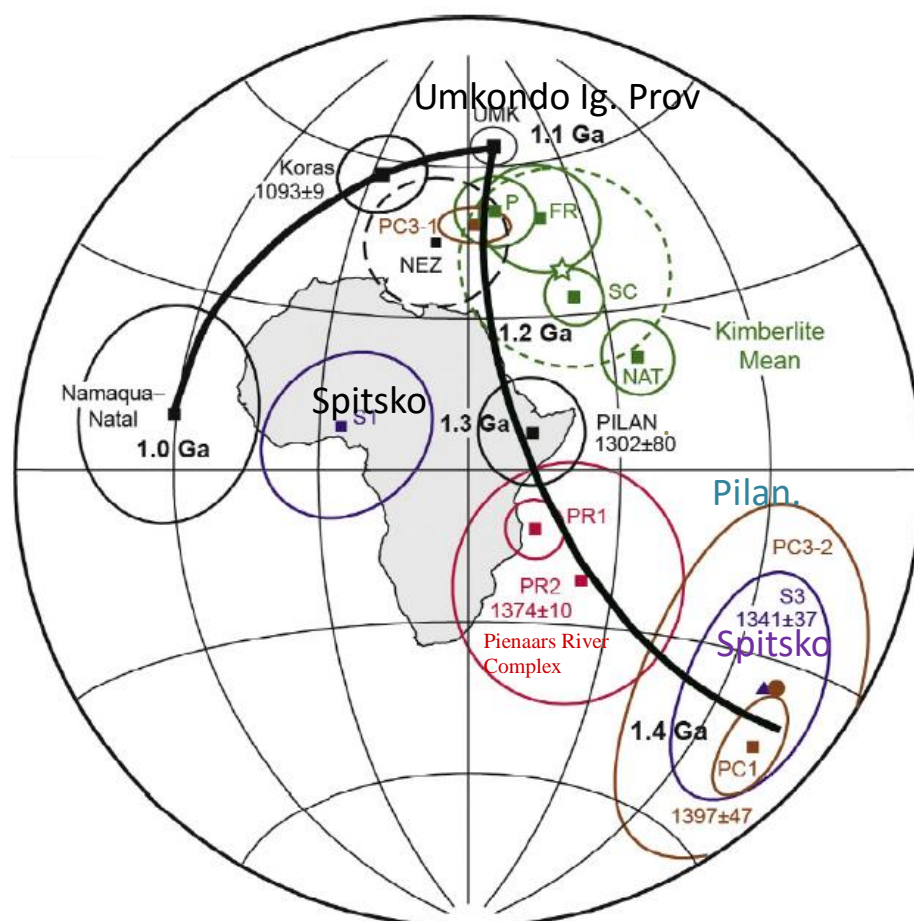 Umkondo Ig. Prov
UMK
1.1 Ga
Koras
1093±9
P
FR
PC3-1
NEZ
SC
1.2 Ga
Kimberlite
Mean
NAT
Namaqua–
Natal
Spitsko
S1
1.3 Ga
PILAN
1302±80
1.0 Ga
Pilan.
PR1
PC3-2
PR2
1374±10
S3
1341±37
Pienaars River
Complex
Spitsko
1.4 Ga
PC1
1397±47